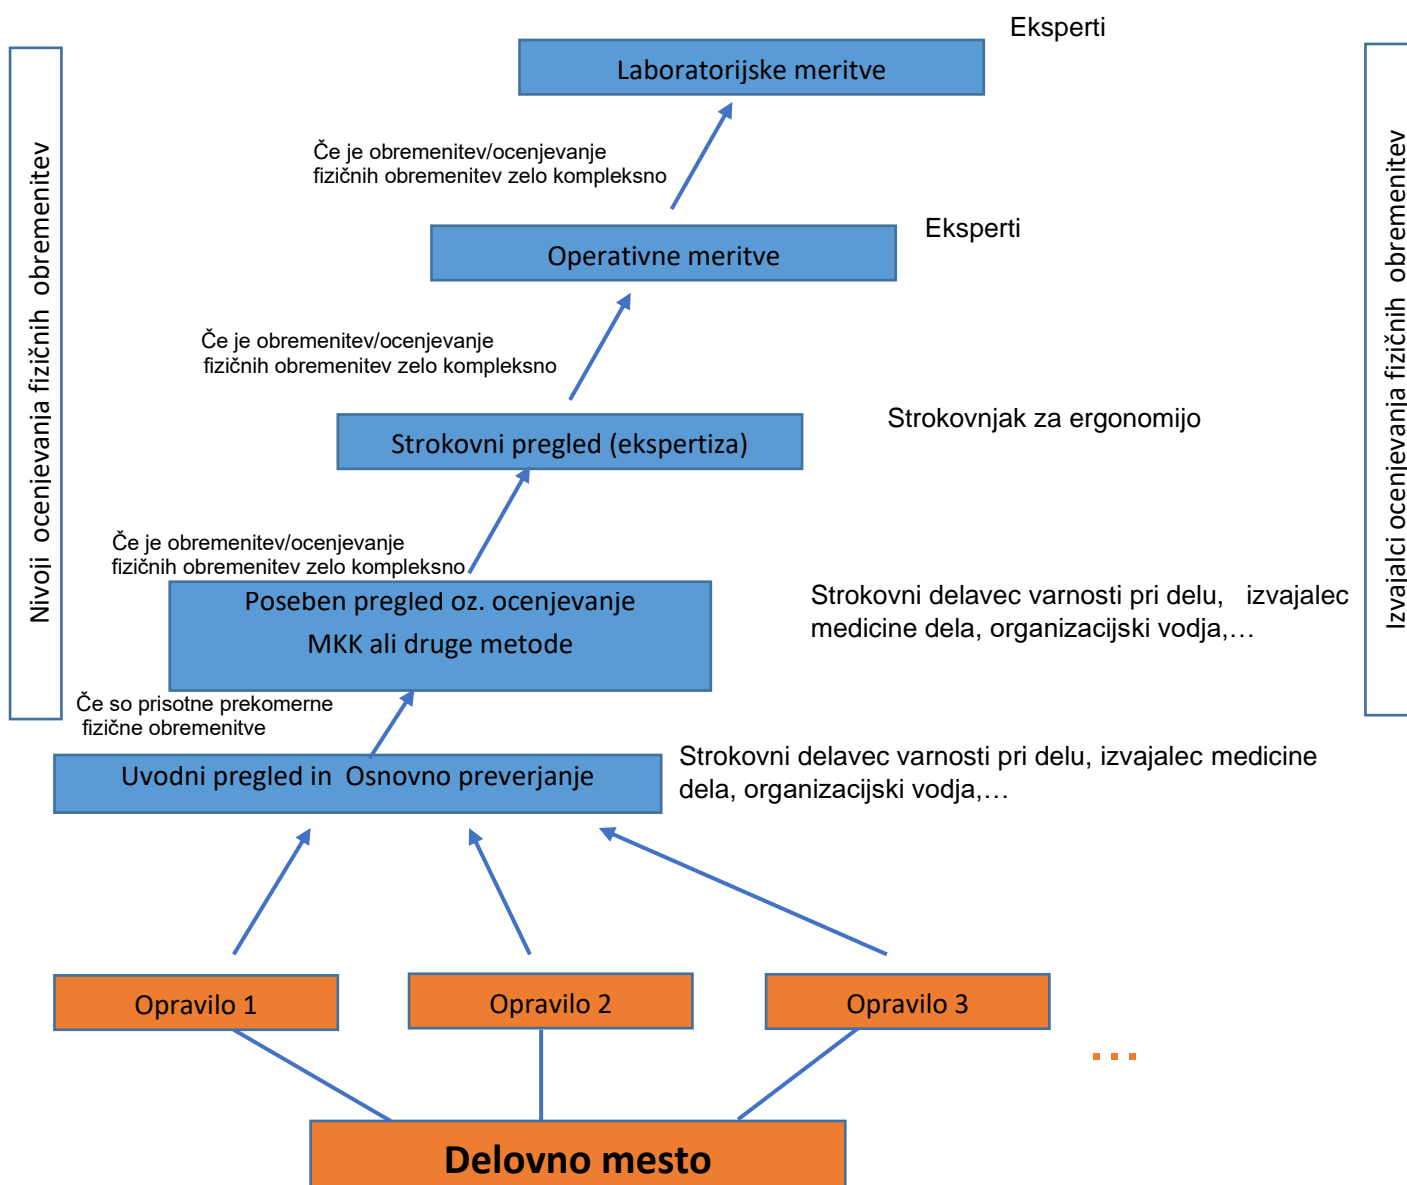 Eksperti
Laboratorijske meritve
Če je obremenitev/ocenjevanje
fizičnih obremenitev zelo kompleksno
Eksperti
Operativne meritve
Če je obremenitev/ocenjevanje
fizičnih obremenitev zelo kompleksno
Strokovnjak za ergonomijo
Strokovni pregled (ekspertiza)
Če je obremenitev/ocenjevanje
fizičnih obremenitev zelo kompleksno
Poseben pregled oz. ocenjevanje
MKK ali druge metode
Strokovni delavec varnosti pri delu, izvajalec
medicine dela, organizacijski vodja,…
Če so prisotne prekomerne
fizične obremenitve
Uvodni pregled in Osnovno preverjanje
Strokovni delavec varnosti pri delu, izvajalec medicine
dela, organizacijski vodja,…
Opravilo 1
Opravilo 2
Opravilo 3
...
Delovno mesto
Nivoji ocenjevanja fizičnih obremenitev
Izvajalci ocenjevanja fizičnih obremenitev